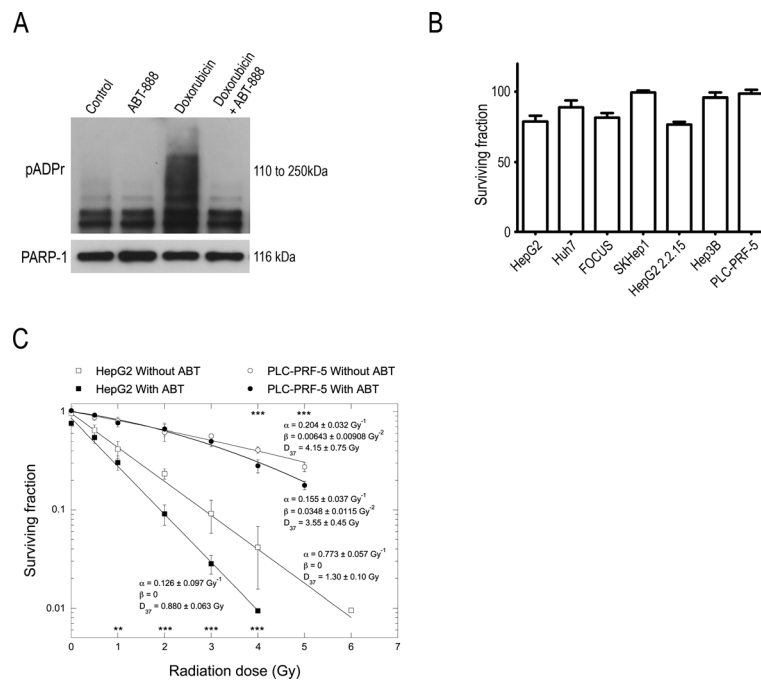 A
Control
ABT-888
Doxorubicin
Doxorubicin
+ ABT-888
pADPr
110 to 250kDa
PARP-1
116 kDa
B
Surviving fraction
100
50
0
HepG2
Huh7
FOCUS
SKHep1
HepG2 2.2.15
Hep3B
PLC-PRF-5
C
HepG2 Without ABT
PLC-PRF-5 Without ABT
HepG2 With ABT
PLC-PRF-5 With ABT
Surviving fraction
1
0.1
0.01
*** ***
α = 0.204 ± 0.032 Gy⁻¹
β = 0.00643 ± 0.00908 Gy⁻²
D₃₇ = 4.15 ± 0.75 Gy
α = 0.155 ± 0.037 Gy⁻¹
β = 0.0348 ± 0.0115 Gy⁻²
D₃₇ = 3.55 ± 0.45 Gy
α = 0.773 ± 0.057 Gy⁻¹
β = 0
D₃₇ = 1.30 ± 0.10 Gy
α = 0.126 ± 0.097 Gy⁻¹
β = 0
D₃₇ = 0.880 ± 0.063 Gy
** *** *** ***
0 1 2 3 4 5 6 7
Radiation dose (Gy)